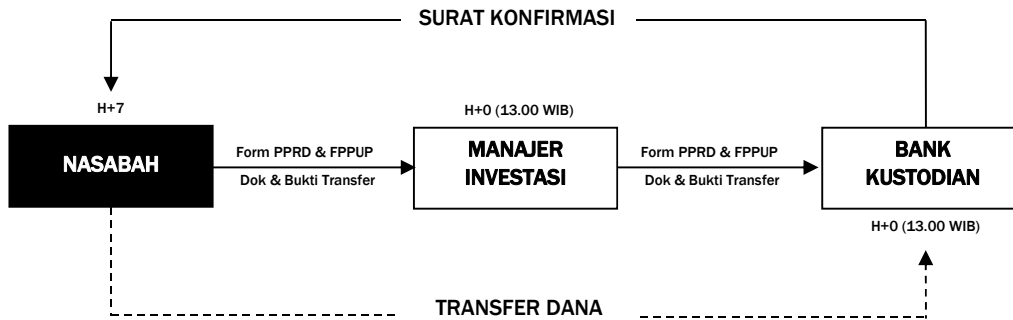 SURAT KONFIRMASI
H+7
H+0 (13.00 WIB)
NASABAH
Form PPRD & FPPUP
Dok & Bukti Transfer
MANAJER
INVESTASI
Form PPRD & FPPUP
Dok & Bukti Transfer
BANK
KUSTODIAN
H+0 (13.00 WIB)
TRANSFER DANA